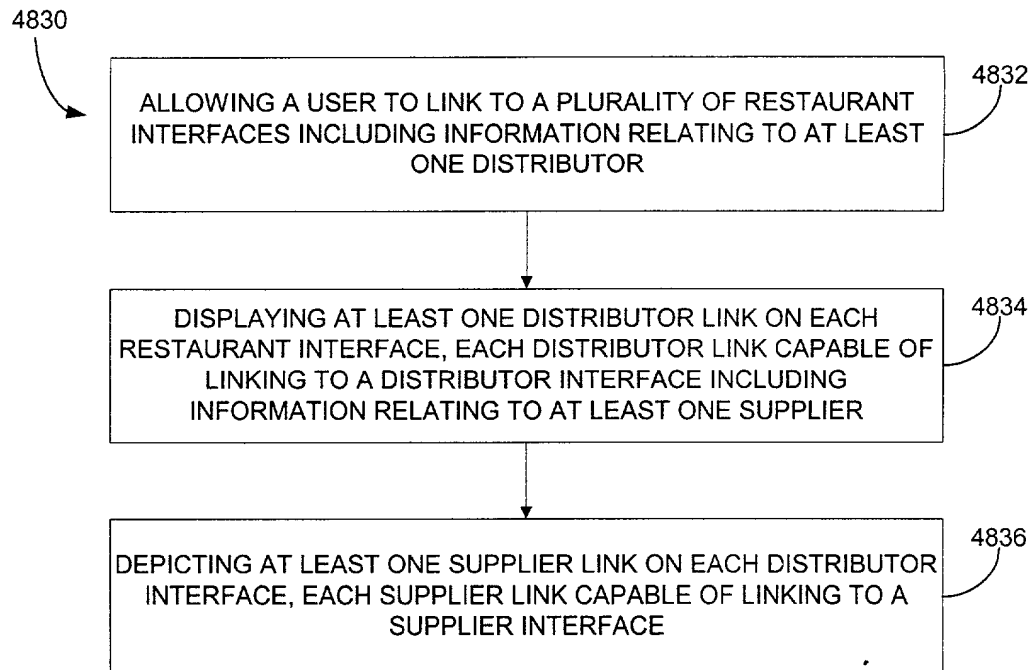 4830
4832
ALLOWING A USER TO LINK TO A PLURALITY OF RESTAURANT
INTERFACES INCLUDING INFORMATION RELATING TO AT LEAST
ONE DISTRIBUTOR
4834
DISPLAYING AT LEAST ONE DISTRIBUTOR LINK ON EACH
RESTAURANT INTERFACE, EACH DISTRIBUTOR LINK CAPABLE OF
LINKING TO A DISTRIBUTOR INTERFACE INCLUDING
INFORMATION RELATING TO AT LEAST ONE SUPPLIER
4836
DEPICTING AT LEAST ONE SUPPLIER LINK ON EACH DISTRIBUTOR
INTERFACE, EACH SUPPLIER LINK CAPABLE OF LINKING TO A
SUPPLIER INTERFACE